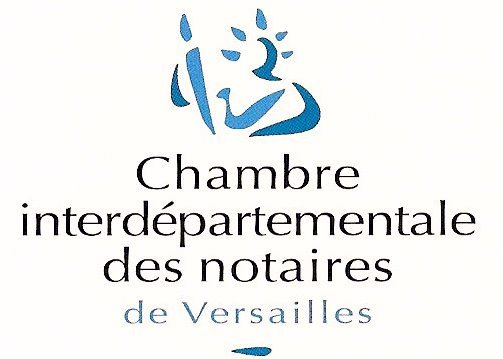 Chambre
interdépartementale
des notaires
de Versailles